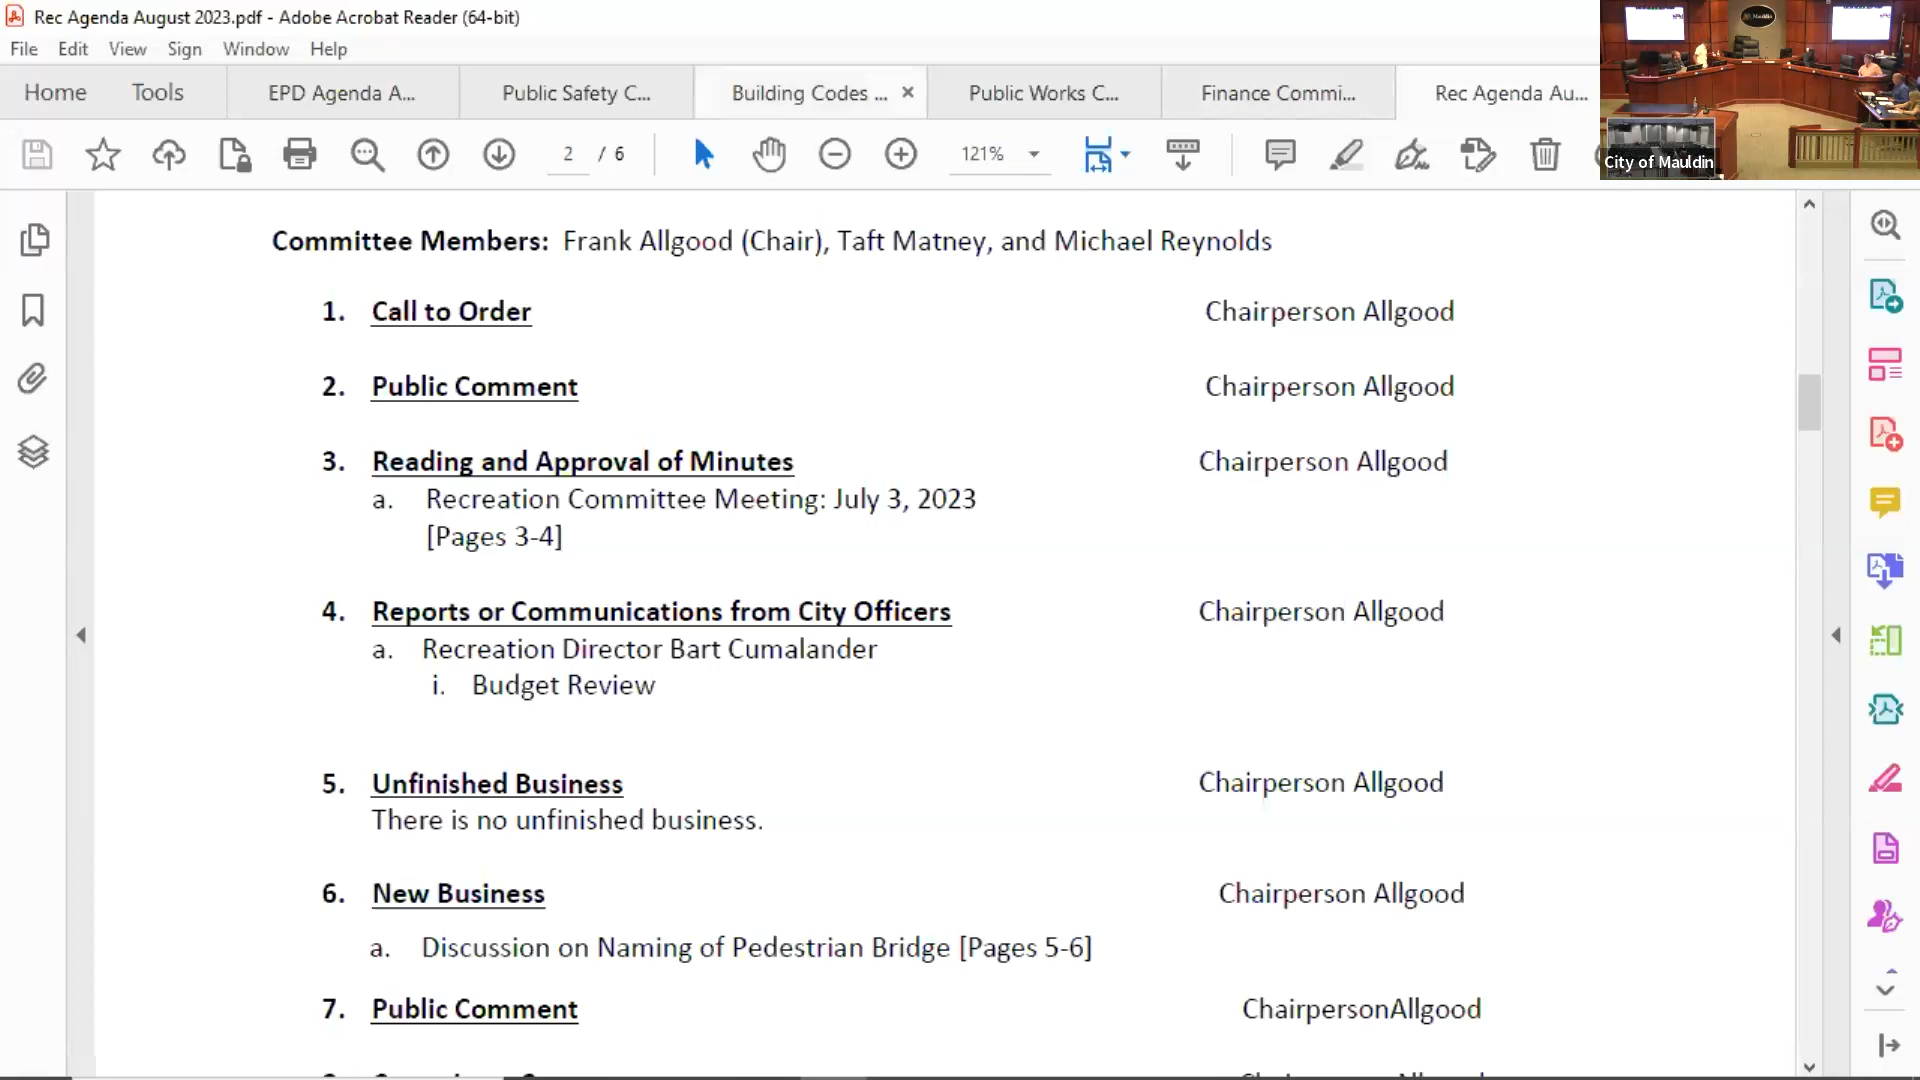 Rec Agenda August 2023.pdf - Adobe Acrobat Reader (64-bit)
File Edit View Sign Window Help
Home Tools EPD Agenda A... Public Safety C... Building Codes ... × Public Works C... Finance Commi... Rec Agenda Au...
2 / 6 121%
Mauldin
City of Mauldin
Committee Members: Frank Allgood (Chair), Taft Matney, and Michael Reynolds
1. Call to Order Chairperson Allgood
2. Public Comment Chairperson Allgood
3. Reading and Approval of Minutes Chairperson Allgood
a. Recreation Committee Meeting: July 3, 2023
[Pages 3-4]
4. Reports or Communications from City Officers Chairperson Allgood
a. Recreation Director Bart Cumalander
i. Budget Review
5. Unfinished Business Chairperson Allgood
There is no unfinished business.
6. New Business Chairperson Allgood
a. Discussion on Naming of Pedestrian Bridge [Pages 5-6]
7. Public Comment ChairpersonAllgood